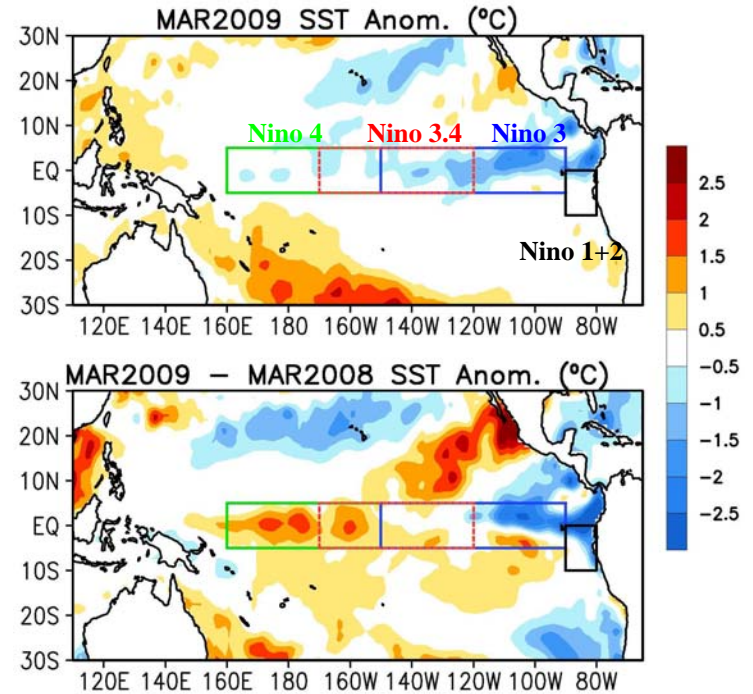 MAR2009 SST Anom. (ºC)
30N
20N
10N
EQ
10S
20S
30S
Nino 4
Nino 3.4
Nino 3
Nino 1+2
120E 140E 160E 180 160W 140W 120W 100W 80W
MAR2009 – MAR2008 SST Anom. (ºC)
30N
20N
10N
EQ
10S
20S
30S
120E 140E 160E 180 160W 140W 120W 100W 80W
2.5
2
1.5
1
0.5
-0.5
-1
-1.5
-2
-2.5